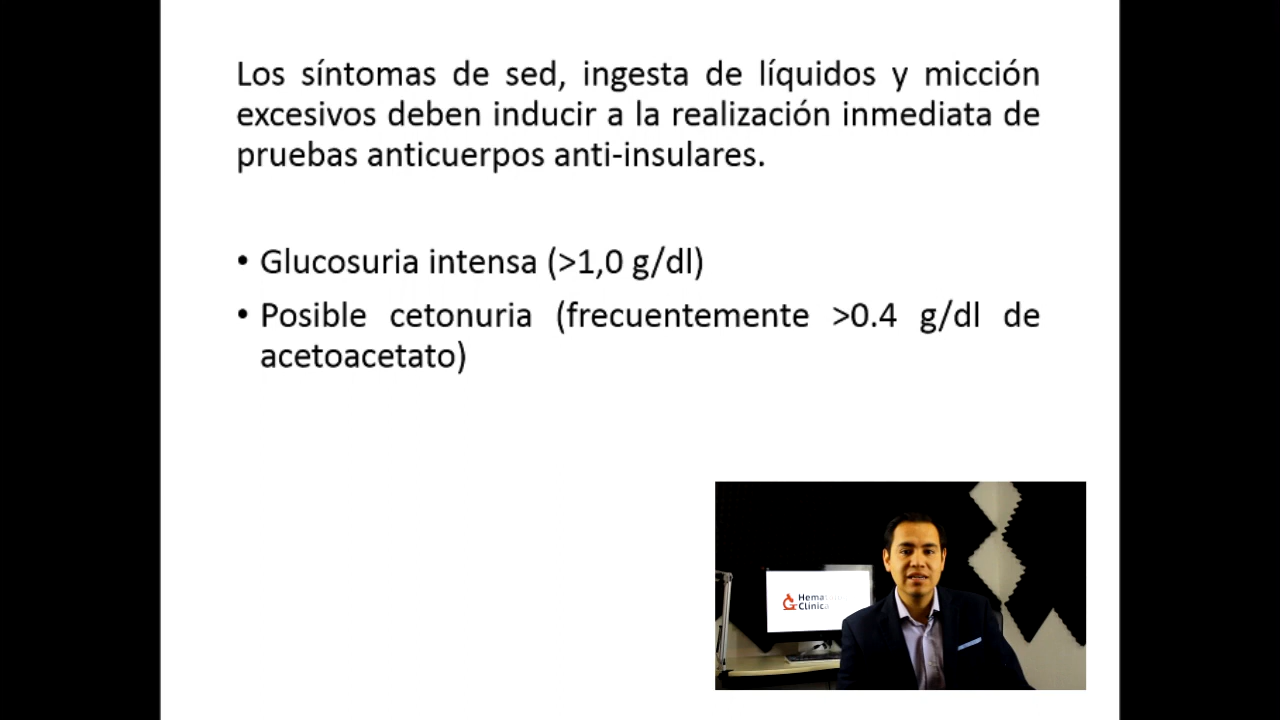 Los síntomas de sed, ingesta de líquidos y micción
excesivos deben inducir a la realización inmediata de
pruebas anticuerpos anti-insulares.
• Glucosuria intensa (>1,0 g/dl)
• Posible cetonuria (frecuentemente >0.4 g/dl de
acetoacetato)
Clínica